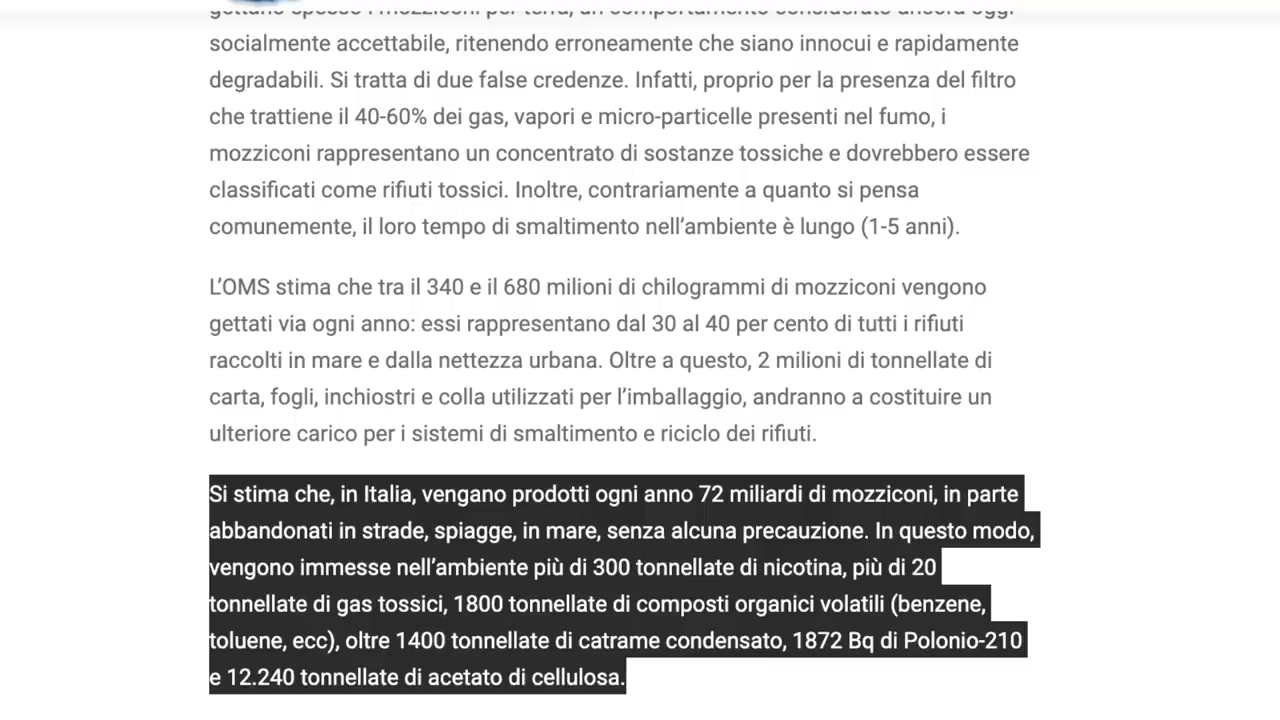 gettano spesso i mozziconi per terra, un comportamento considerato ancora oggi
socialmente accettabile, ritenendo erroneamente che siano innocui e rapidamente
degradabili. Si tratta di due false credenze. Infatti, proprio per la presenza del filtro
che trattiene il 40-60% dei gas, vapori e micro-particelle presenti nel fumo, i
mozziconi rappresentano un concentrato di sostanze tossiche e dovrebbero essere
classificati come rifiuti tossici. Inoltre, contrariamente a quanto si pensa
comunemente, il loro tempo di smaltimento nell’ambiente è lungo (1-5 anni).
L’OMS stima che tra il 340 e il 680 milioni di chilogrammi di mozziconi vengono
gettati via ogni anno: essi rappresentano dal 30 al 40 per cento di tutti i rifiuti
raccolti in mare e dalla nettezza urbana. Oltre a questo, 2 milioni di tonnellate di
carta, fogli, inchiostri e colla utilizzati per l’imballaggio, andranno a costituire un
ulteriore carico per i sistemi di smaltimento e riciclo dei rifiuti.
Si stima che, in Italia, vengano prodotti ogni anno 72 miliardi di mozziconi, in parte
abbandonati in strade, spiagge, in mare, senza alcuna precauzione. In questo modo,
vengono immesse nell’ambiente più di 300 tonnellate di nicotina, più di 20
tonnellate di gas tossici, 1800 tonnellate di composti organici volatili (benzene,
toluene, ecc), oltre 1400 tonnellate di catrame condensato, 1872 Bq di Polonio-210
e 12.240 tonnellate di acetato di cellulosa.